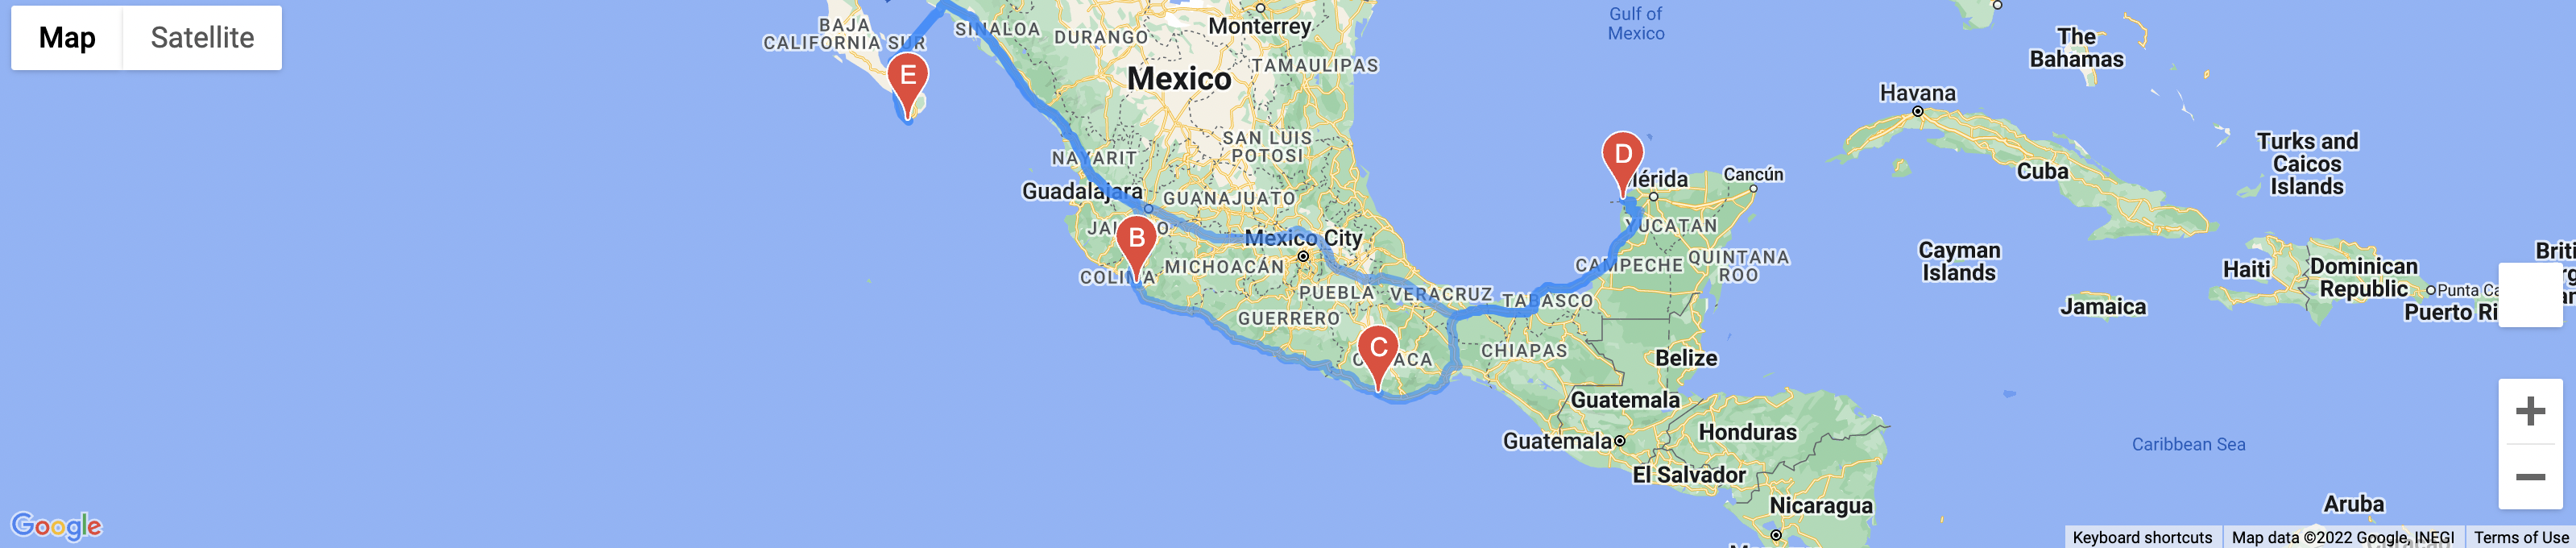 Map
Satellite
BAJA
CALIFORNIA SUR
SINALOA
DURANGO
Monterrey
Gulf of
Mexico
The
Bahamas
TAMAULIPAS
Mexico
E
Havana
SAN LUIS
POTOSI
D
Mérida
Cancún
Turks and
Caicos
Islands
Cuba
NAYARIT
Guadalajara
GUANAJUATO
YUCATAN
B
Mexico City
COLIMA
MICHOACÁN
CAMPECHE
QUINTANA
ROO
Cayman
Islands
Haiti
Dominican
Republic
Punta Ca
Puerto Ri
Briti
PUEBLA
VERACRUZ
TABASCO
Jamaica
GUERRERO
C
CHIAPAS
Belize
Guatemala
Guatemala
Honduras
El Salvador
Caribbean Sea
Nicaragua
Aruba
Google
Keyboard shortcuts
Map data ©2022 Google, INEGI
Terms of Use